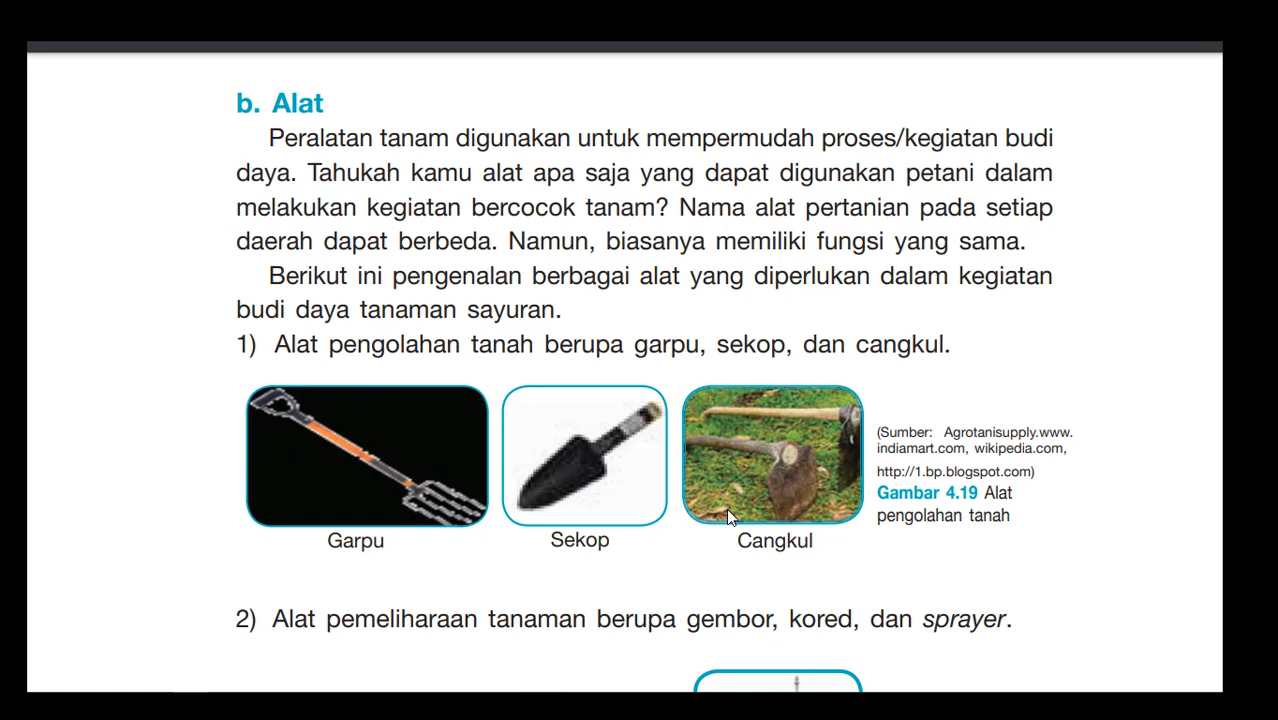 b. Alat
Peralatan tanam digunakan untuk mempermudah proses/kegiatan budi
daya. Tahukah kamu alat apa saja yang dapat digunakan petani dalam
melakukan kegiatan bercocok tanam? Nama alat pertanian pada setiap
daerah dapat berbeda. Namun, biasanya memiliki fungsi yang sama.
Berikut ini pengenalan berbagai alat yang diperlukan dalam kegiatan
budi daya tanaman sayuran.
1) Alat pengolahan tanah berupa garpu, sekop, dan cangkul.
(Sumber: Agrotanisupply.www.
indiamart.com, wikipedia.com,
http://1.bp.blogspot.com)
Gambar 4.19 Alat
pengolahan tanah
Garpu
Sekop
Cangkul
2) Alat pemeliharaan tanaman berupa gembor, kored, dan sprayer.